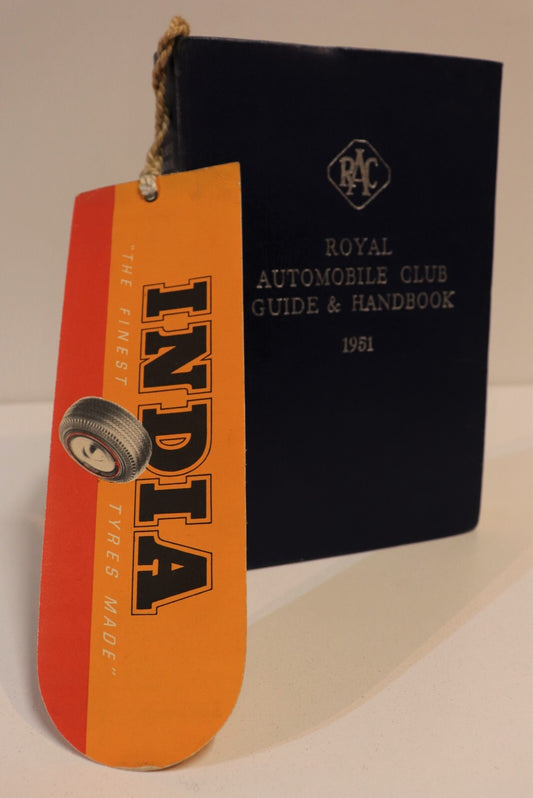 RAC
ROYAL
AUTOMOBILE CLUB
GUIDE & HANDBOOK
1951
INDIA
"THE FINEST TYRES MADE"